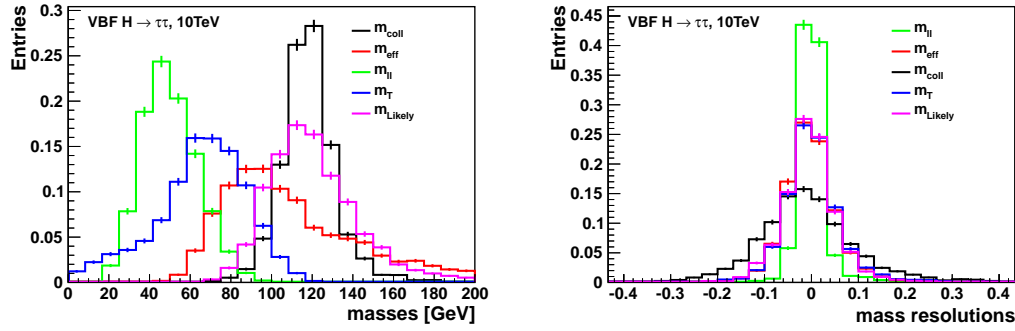 VBF H → ττ, 10TeV
Entries
0.3
0.25
0.2
0.15
0.1
0.05
0
m_coll
m_eff
m_ll
m_T
m_Likely
0 20 40 60 80 100 120 140 160 180 200
masses [GeV]
VBF H → ττ, 10TeV
Entries
0.45
0.4
0.35
0.3
0.25
0.2
0.15
0.1
0.05
0
m_ll
m_eff
m_coll
m_T
m_Likely
-0.4 -0.3 -0.2 -0.1 0 0.1 0.2 0.3 0.4
mass resolutions